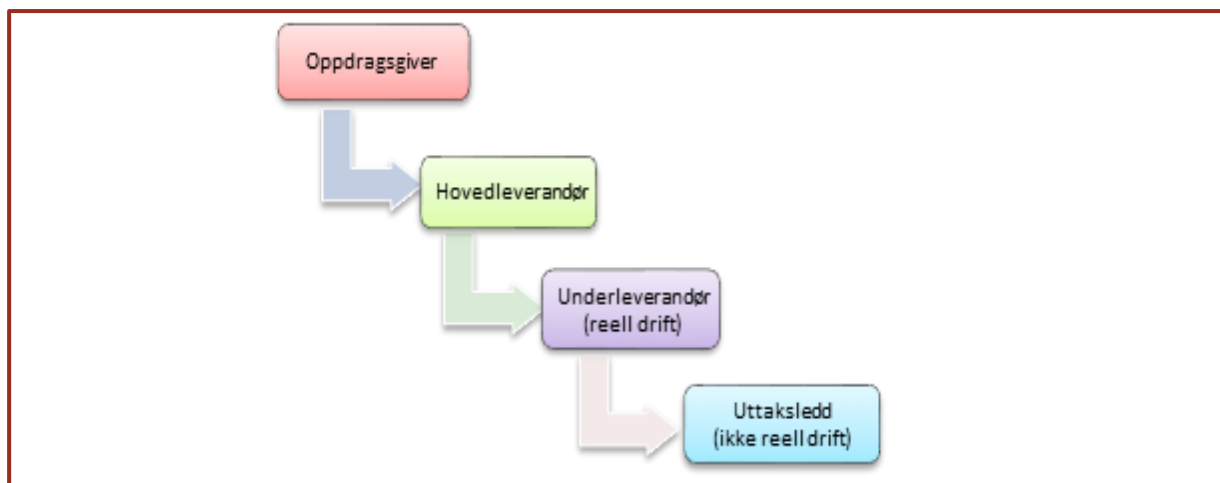 Oppdragsgiver
Hovedleverandør
Underleverandør
(reell drift)
Uttaksledd
(ikke reell drift)